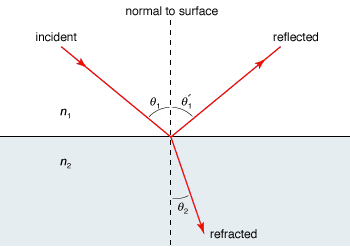 normal to surface
incident
reflected
θ₁ θ₁′
n₁
n₂
θ₂
refracted